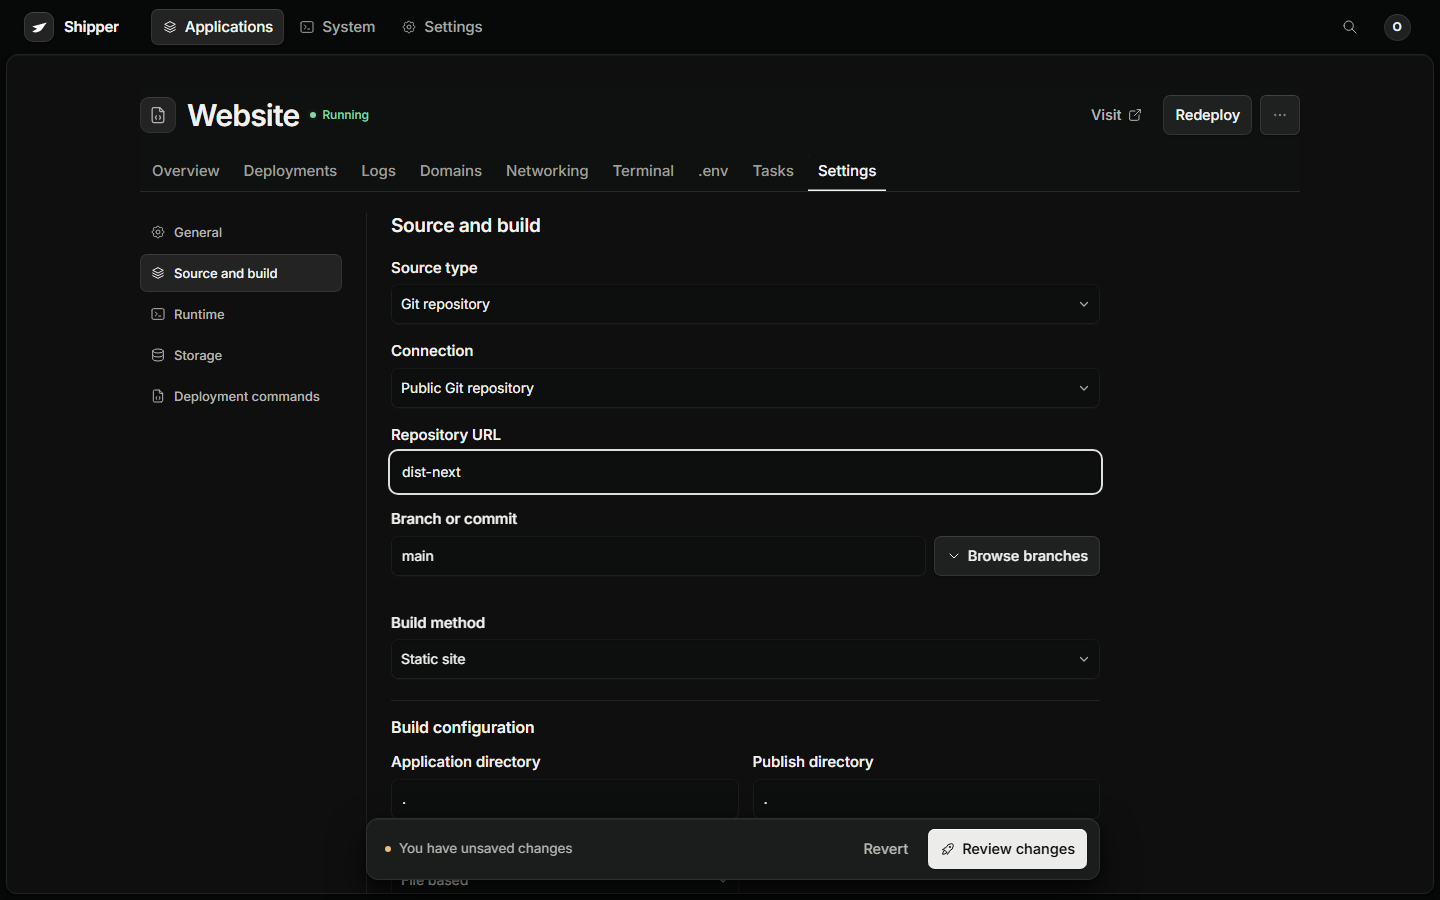 Shipper
Applications
System
Settings
O
Website
Running
Visit
Redeploy
Overview
Deployments
Logs
Domains
Networking
Terminal
.env
Tasks
Settings
General
Source and build
Runtime
Storage
Deployment commands
Source and build
Source type
Git repository
Connection
Public Git repository
Repository URL
dist-next
Branch or commit
main
Browse branches
Build method
Static site
Build configuration
Application directory
Publish directory
.
.
You have unsaved changes
Revert
Review changes
File based